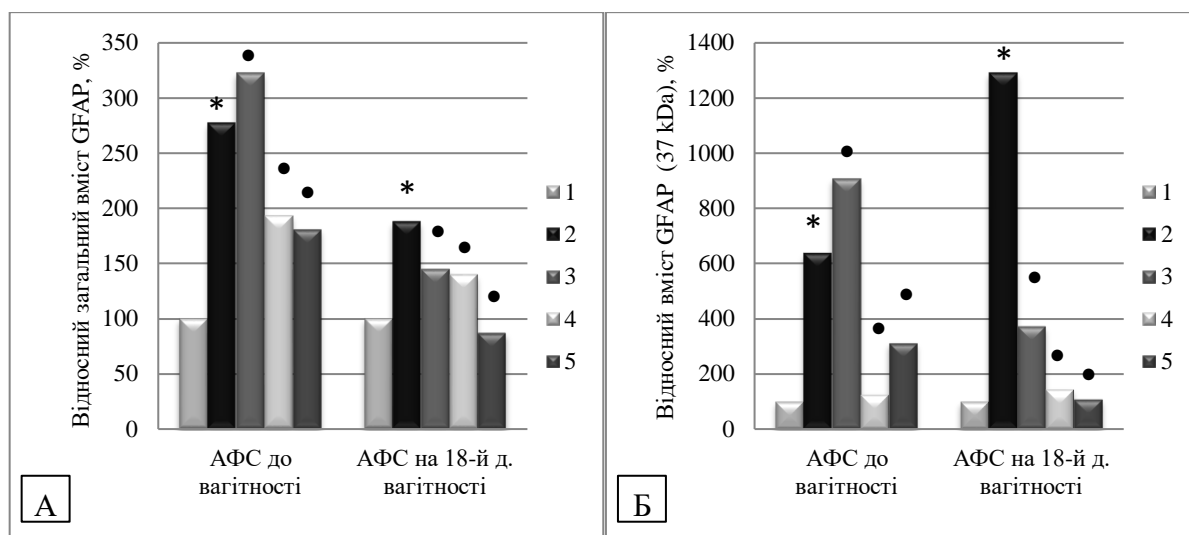 Відносний загальний вміст GFAP, %
350
300
250
200
150
100
50
0
*
*
АФС до
вагітності
АФС на 18-й д.
вагітності
1
2
3
4
5
А
Відносний вміст GFAP (37 kDa), %
1400
1200
1000
800
600
400
200
0
*
*
АФС до
вагітності
АФС на 18-й д.
вагітності
1
2
3
4
5
Б